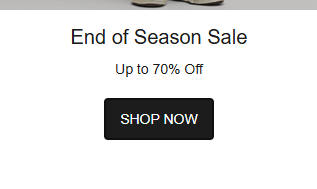 End of Season Sale
Up to 70% Off
SHOP NOW